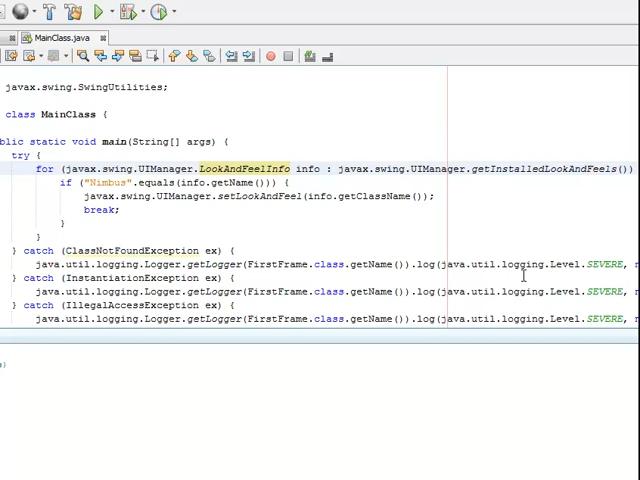 MainClass.java
javax.swing.SwingUtilities;
class MainClass {
blic static void main(String[] args) {
try {
for (javax.swing.UIManager.LookAndFeelInfo info : javax.swing.UIManager.getInstalledLookAndFeels())
if ("Nimbus".equals(info.getName())) {
javax.swing.UIManager.setLookAndFeel(info.getClassName());
break;
}
}
} catch (ClassNotFoundException ex) {
java.util.logging.Logger.getLogger(FirstFrame.class.getName()).log(java.util.logging.Level.SEVERE, n
} catch (InstantiationException ex) {
java.util.logging.Logger.getLogger(FirstFrame.class.getName()).log(java.util.logging.Level.SEVERE, n
} catch (IllegalAccessException ex) {
java.util.logging.Logger.getLogger(FirstFrame.class.getName()).log(java.util.logging.Level.SEVERE, n
)